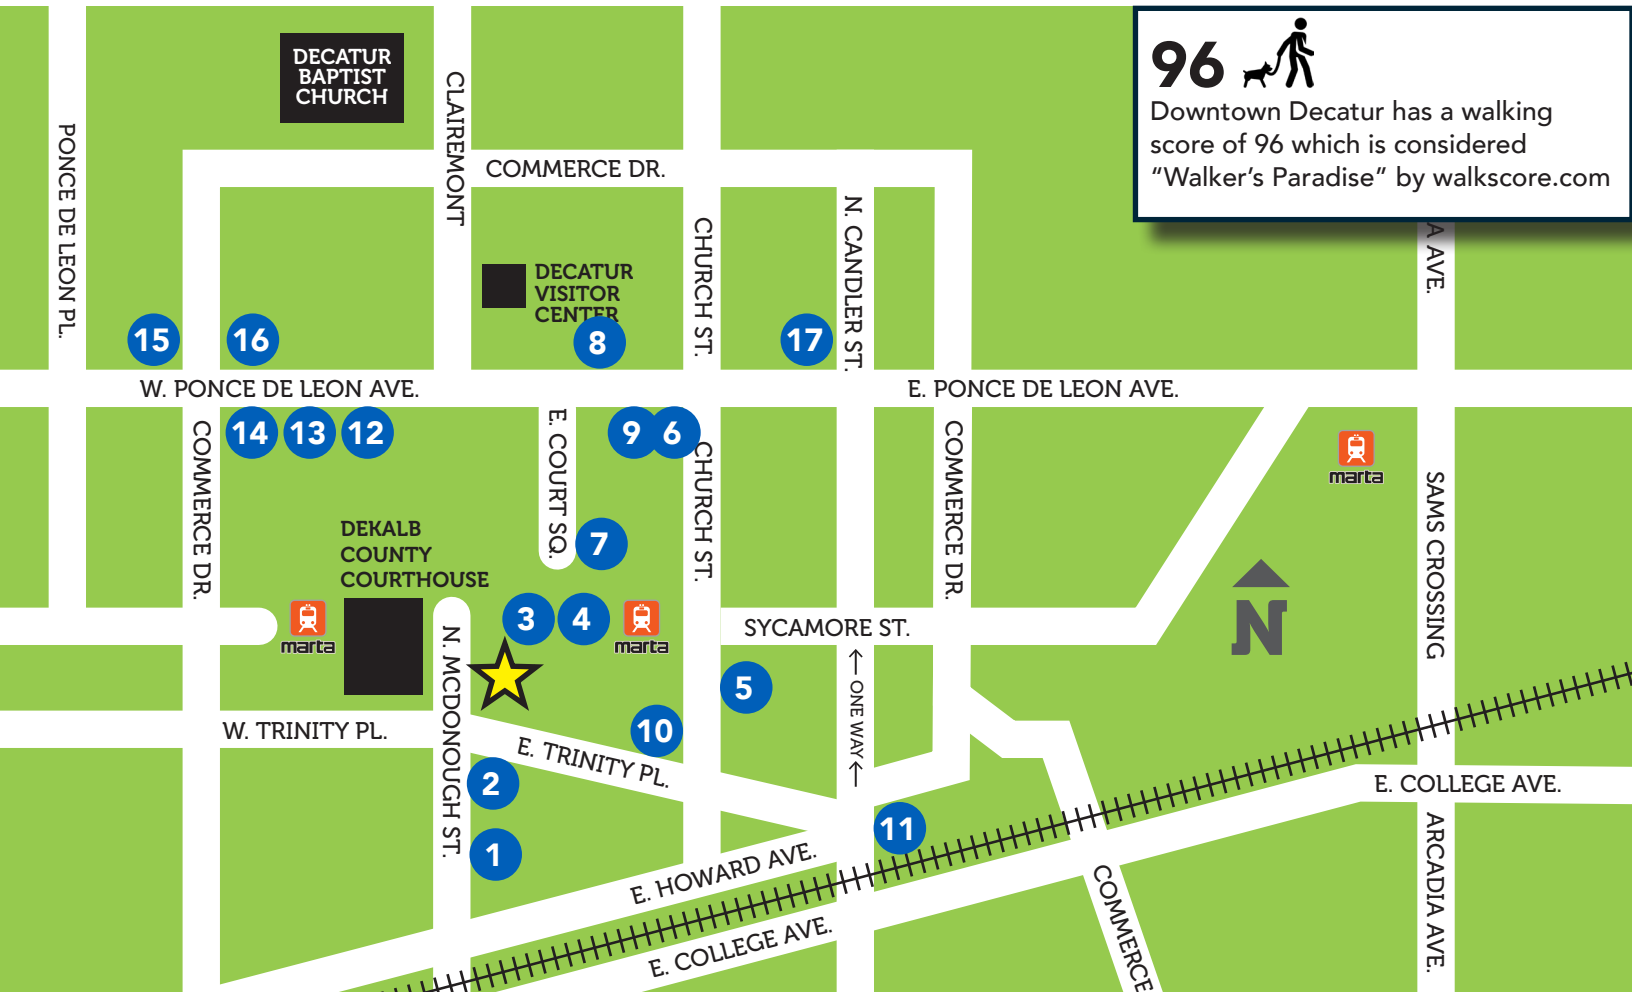 DECATUR
BAPTIST
CHURCH
96
Downtown Decatur has a walking
score of 96 which is considered
“Walker’s Paradise” by walkscore.com
PONCE DE LEON PL.
CLAIREMONT
COMMERCE DR.
CHURCH ST.
N. CANDLER ST.
A AVE.
DECATUR
VISITOR
CENTER
15
16
8
17
W. PONCE DE LEON AVE.
E. PONCE DE LEON AVE.
14
13
12
9
6
COMMERCE DR.
E. COURT SQ.
CHURCH ST.
COMMERCE DR.
marta
SAMS CROSSING
7
DEKALB
COUNTY
COURTHOUSE
marta
3
4
marta
SYCAMORE ST.
N
N. MCDONOUGH ST.
5
ONE WAY
W. TRINITY PL.
10
E. TRINITY PL.
2
E. COLLEGE AVE.
11
1
E. HOWARD AVE.
E. COLLEGE AVE.
COMMERCE
ARCADIA AVE.